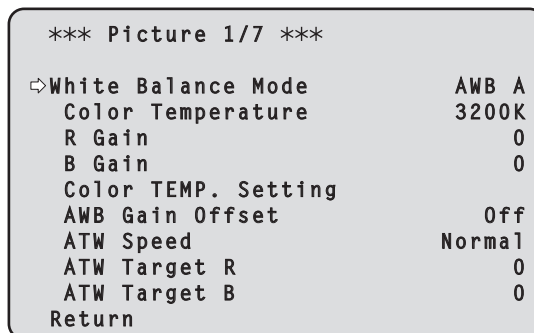 *** Picture 1/7 ***
⇨White Balance Mode AWB A
Color Temperature 3200K
R Gain 0
B Gain 0
Color TEMP. Setting
AWB Gain Offset Off
ATW Speed Normal
ATW Target R 0
ATW Target B 0
Return